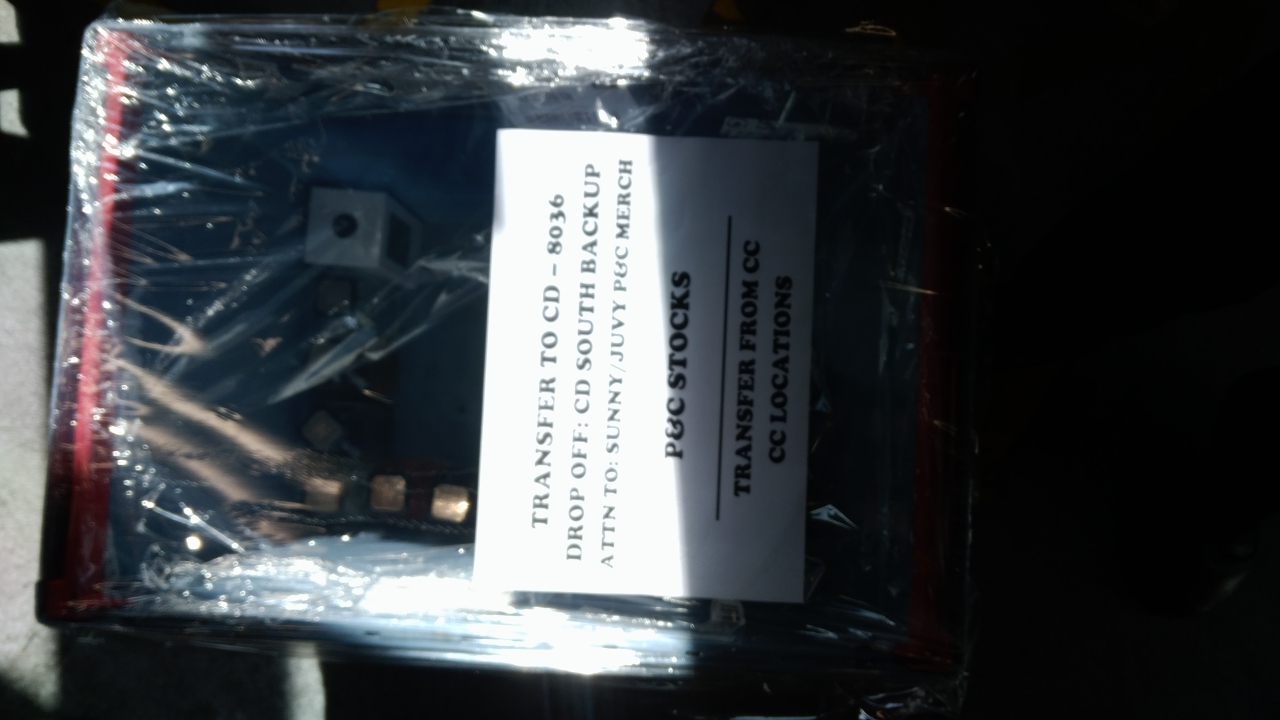 TRANSFER TO CD – 8036
DROP OFF: CD SOUTH BACKUP
ATTN TO: SUNNY/JUVY P&C MERCH
P&C STOCKS
TRANSFER FROM CC
CC LOCATIONS